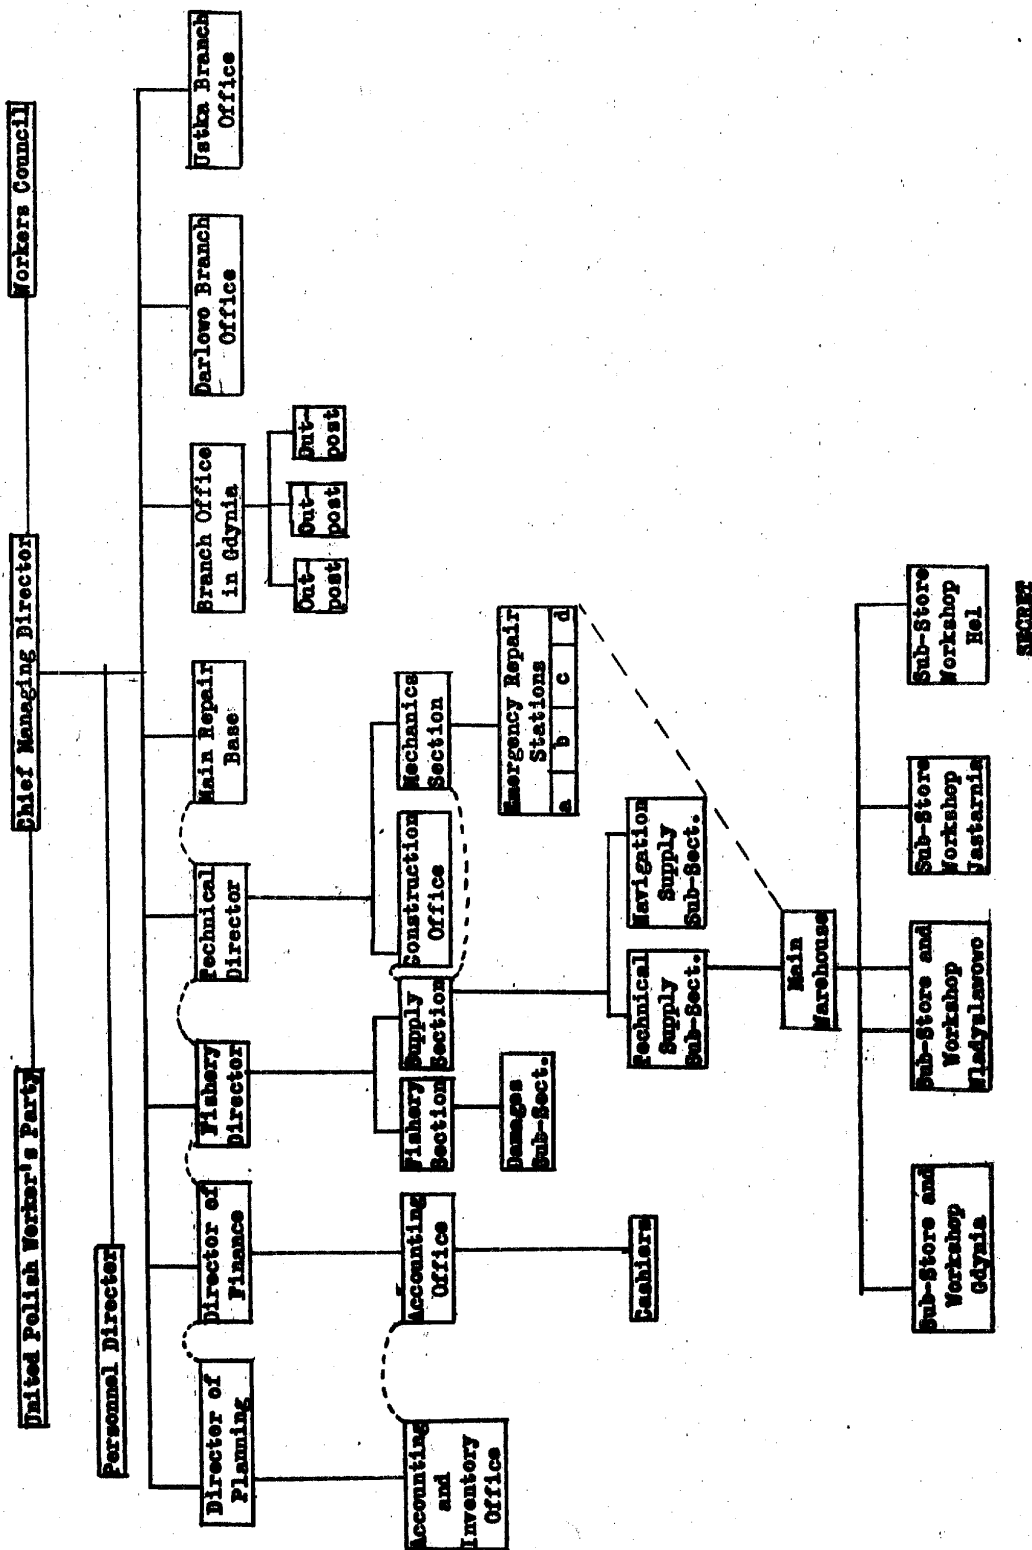 United Polish Worker's Party
Chief Managing Director
Workers Council
Personnel Director
Director of
Planning
Director of
Finance
Fishery
Director
Technical
Director
Main Repair
Base
Branch Office
in Gdynia
Darlowo Branch
Office
Ustka Branch
Office
Out-
post
Out-
post
Out-
post
Accounting
and
Inventory
Office
Accounting
Office
Fishery
Section
Supply
Section
Construction
Office
Mechanics
Section
Damages
Sub-Sect.
Emergency Repair
Stations
a b c d
Cashiers
Technical
Supply
Sub-Sect.
Navigation
Supply
Sub-Sect.
Main
Warehouse
Sub-Store and
Workshop
Gdynia
Sub-Store and
Workshop
Wladyslawowo
Sub-Store
Workshop
Jastarnia
Sub-Store
Workshop
Hel
SECRET